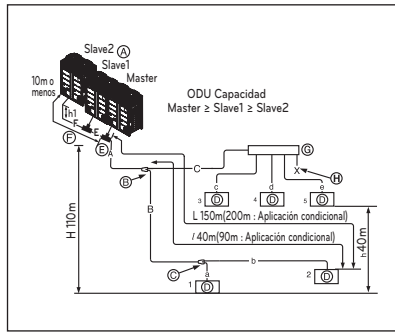 Slave2 Ⓐ
Slave1
Master
10m o
menos
h1
F
E
Ⓕ
Ⓔ
A
ODU Capacidad
Master ≥ Slave1 ≥ Slave2
Ⓖ
C
X
Ⓗ
Ⓑ
c
d
e
3 Ⓓ
4 Ⓓ
5 Ⓓ
B
H 110m
L 150m(200m : Aplicación condicional)
l 40m(90m : Aplicación condicional)
h 40m
Ⓒ
a
b
1 Ⓓ
2 Ⓓ